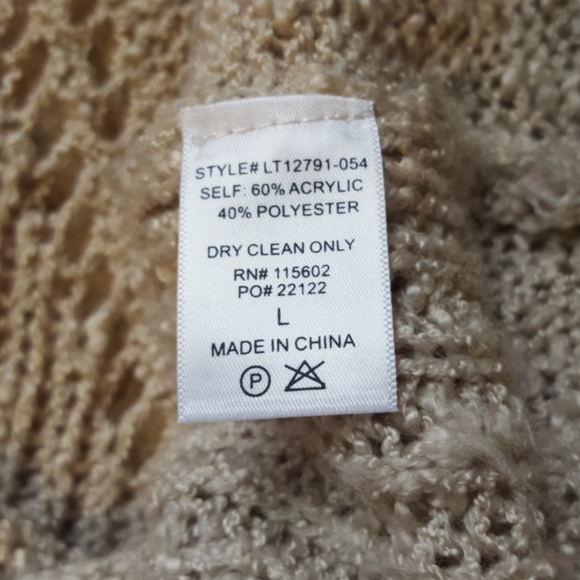 STYLE# LT12791-054
SELF: 60% ACRYLIC
40% POLYESTER
DRY CLEAN ONLY
RN# 115602
PO# 22122
L
MADE IN CHINA
P